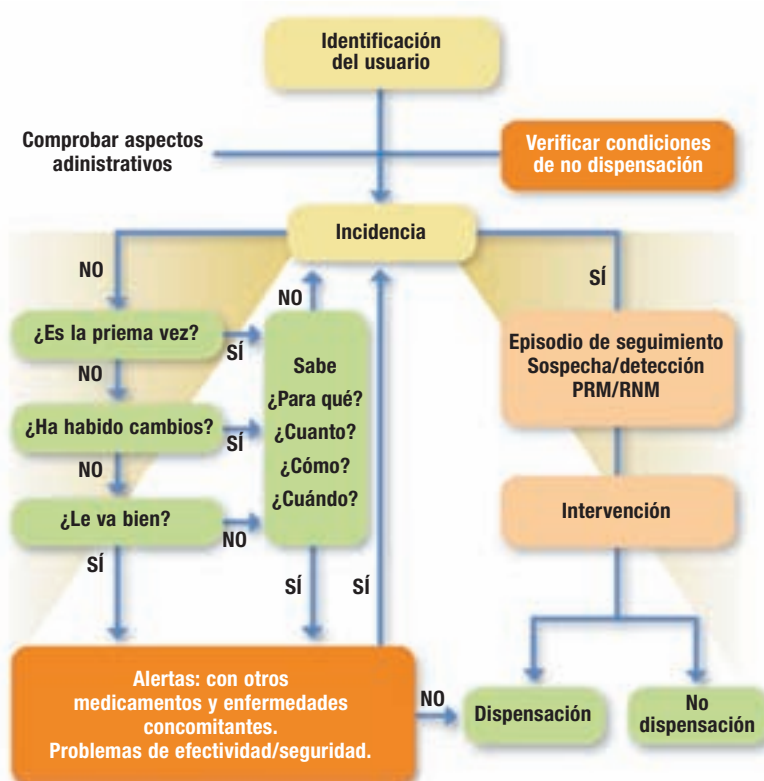 Identificación
del usuario
Comprobar aspectos
adinistrativos
Verificar condiciones
de no dispensación
Incidencia
NO
SÍ
NO
¿Es la priema vez?
SÍ
Episodio de seguimiento
Sospecha/detección
PRM/RNM
Sabe
¿Para qué?
¿Cuanto?
¿Cómo?
¿Cuándo?
NO
¿Ha habido cambios?
SÍ
NO
¿Le va bien?
NO
Intervención
SÍ
SÍ
SÍ
Alertas: con otros
medicamentos y enfermedades
concomitantes.
Problemas de efectividad/seguridad.
NO
Dispensación
No
dispensación